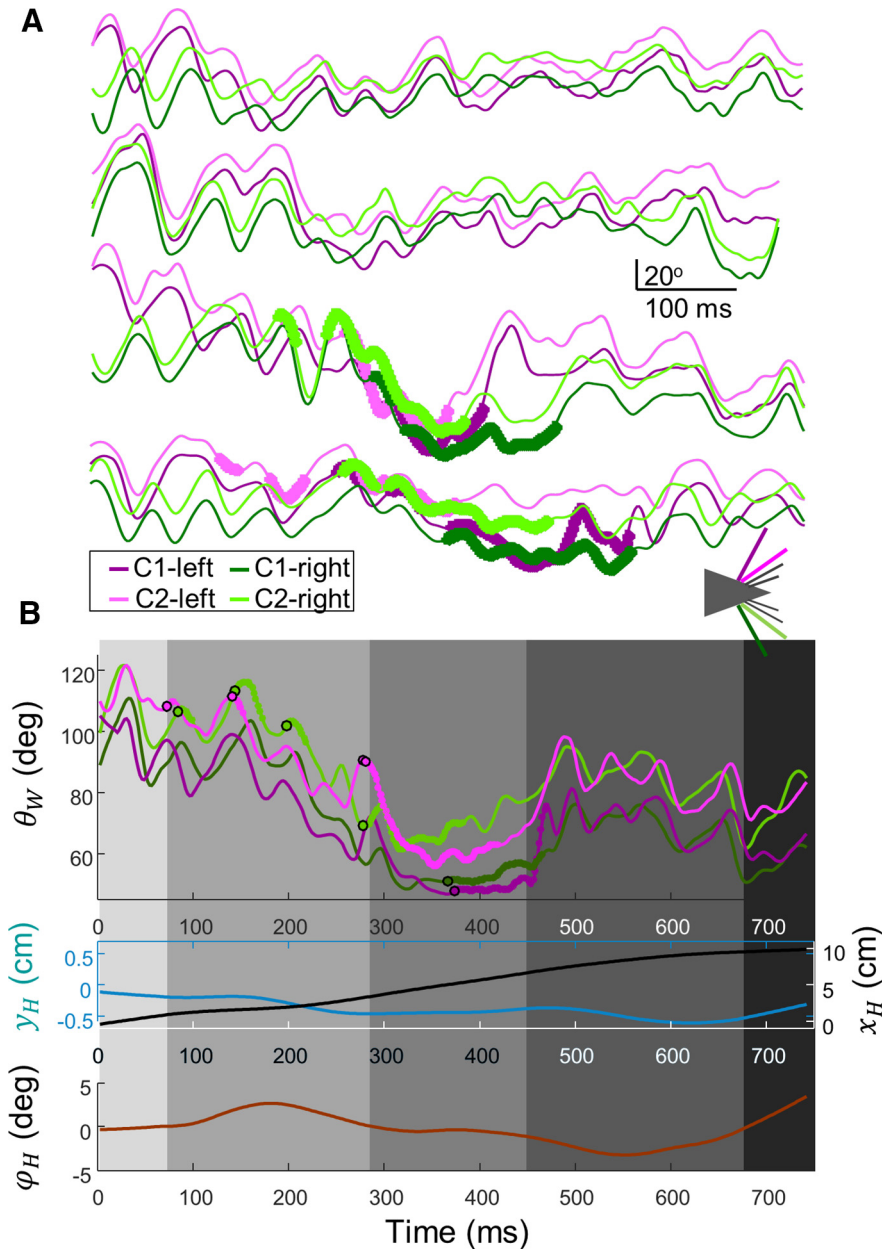 A
20°
100 ms
C1-left C1-right
C2-left C2-right
B
θW (deg)
120
100
80
60
0 100 200 300 400 500 600 700
yH (cm)
0.5
0
-0.5
10
5
0
xH (cm)
0 100 200 300 400 500 600 700
φH (deg)
5
0
-5
0 100 200 300 400 500 600 700
Time (ms)